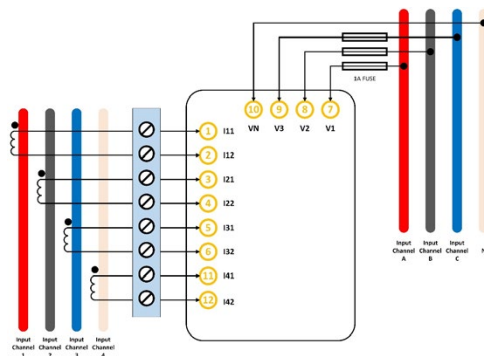 1A FUSE
10 9 8 7
VN V3 V2 V1
1 I11
2 I12
3 I21
4 I22
5 I31
6 I32
11 I41
12 I42
Input Channel A
Input Channel B
Input Channel C
N
Input Channel 1
Input Channel 2
Input Channel 3
Input Channel 4